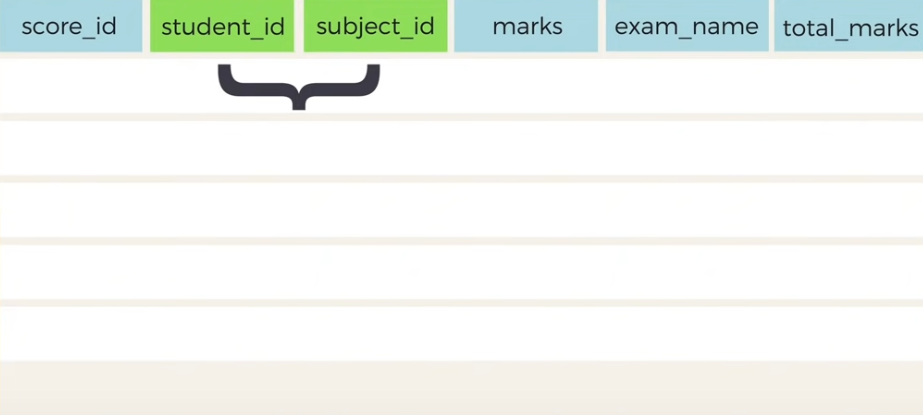 score_id student_id subject_id marks exam_name total_marks